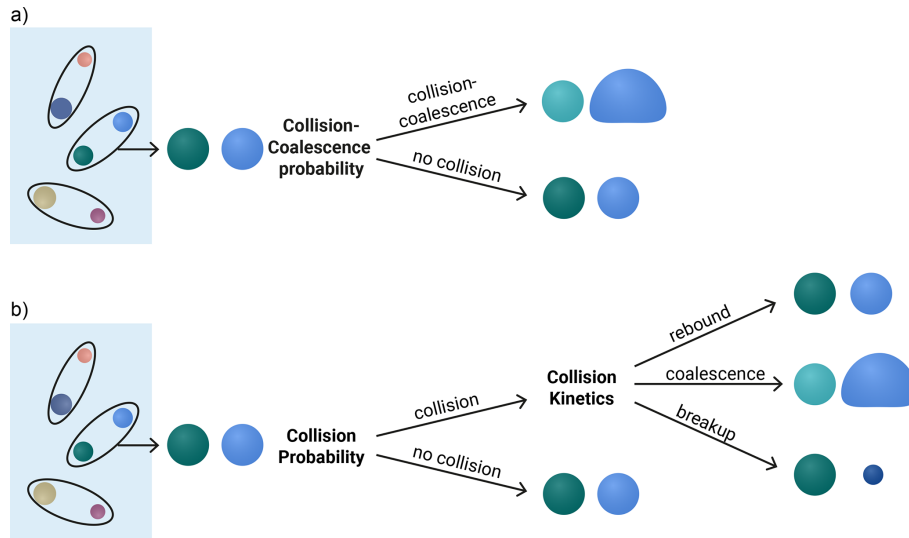 a)
Collision-
Coalescence
probability
collision-
coalescence
no collision
b)
Collision
Probability
collision
no collision
Collision
Kinetics
rebound
coalescence
breakup